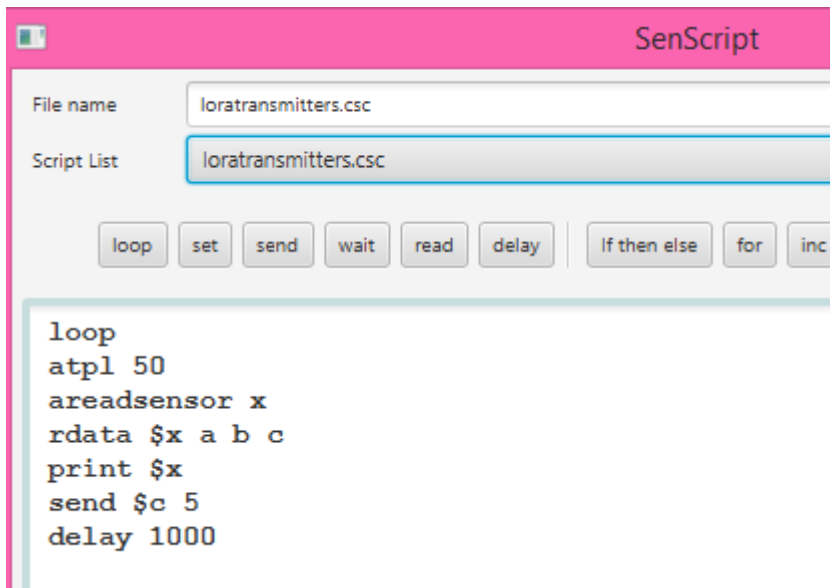 SenScript
File name loratransmitters.csc
Script List loratransmitters.csc
loop set send wait read delay If then else for inc
loop
atpl 50
areadsensor x
rdata $x a b c
print $x
send $c 5
delay 1000